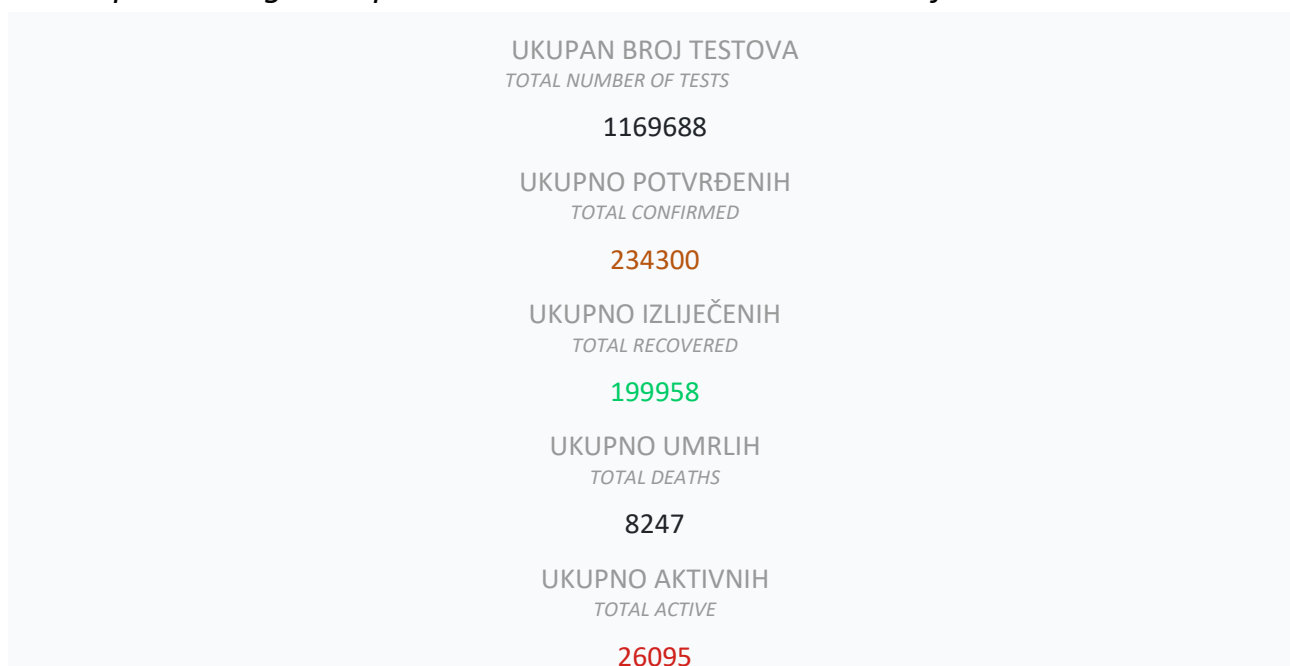 UKUPAN BROJ TESTOVA
TOTAL NUMBER OF TESTS
1169688
UKUPNO POTVRĐENIH
TOTAL CONFIRMED
234300
UKUPNO IZLIJEČENIH
TOTAL RECOVERED
199958
UKUPNO UMRLIH
TOTAL DEATHS
8247
UKUPNO AKTIVNIH
TOTAL ACTIVE
26095